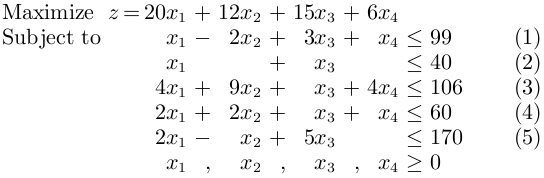 Maximize z = 20x₁ + 12x₂ + 15x₃ + 6x₄
Subject to x₁ − 2x₂ + 3x₃ + x₄ ≤ 99 (1)
x₁ + x₃ ≤ 40 (2)
4x₁ + 9x₂ + x₃ + 4x₄ ≤ 106 (3)
2x₁ + 2x₂ + x₃ + x₄ ≤ 60 (4)
2x₁ − x₂ + 5x₃ ≤ 170 (5)
x₁ , x₂ , x₃ , x₄ ≥ 0